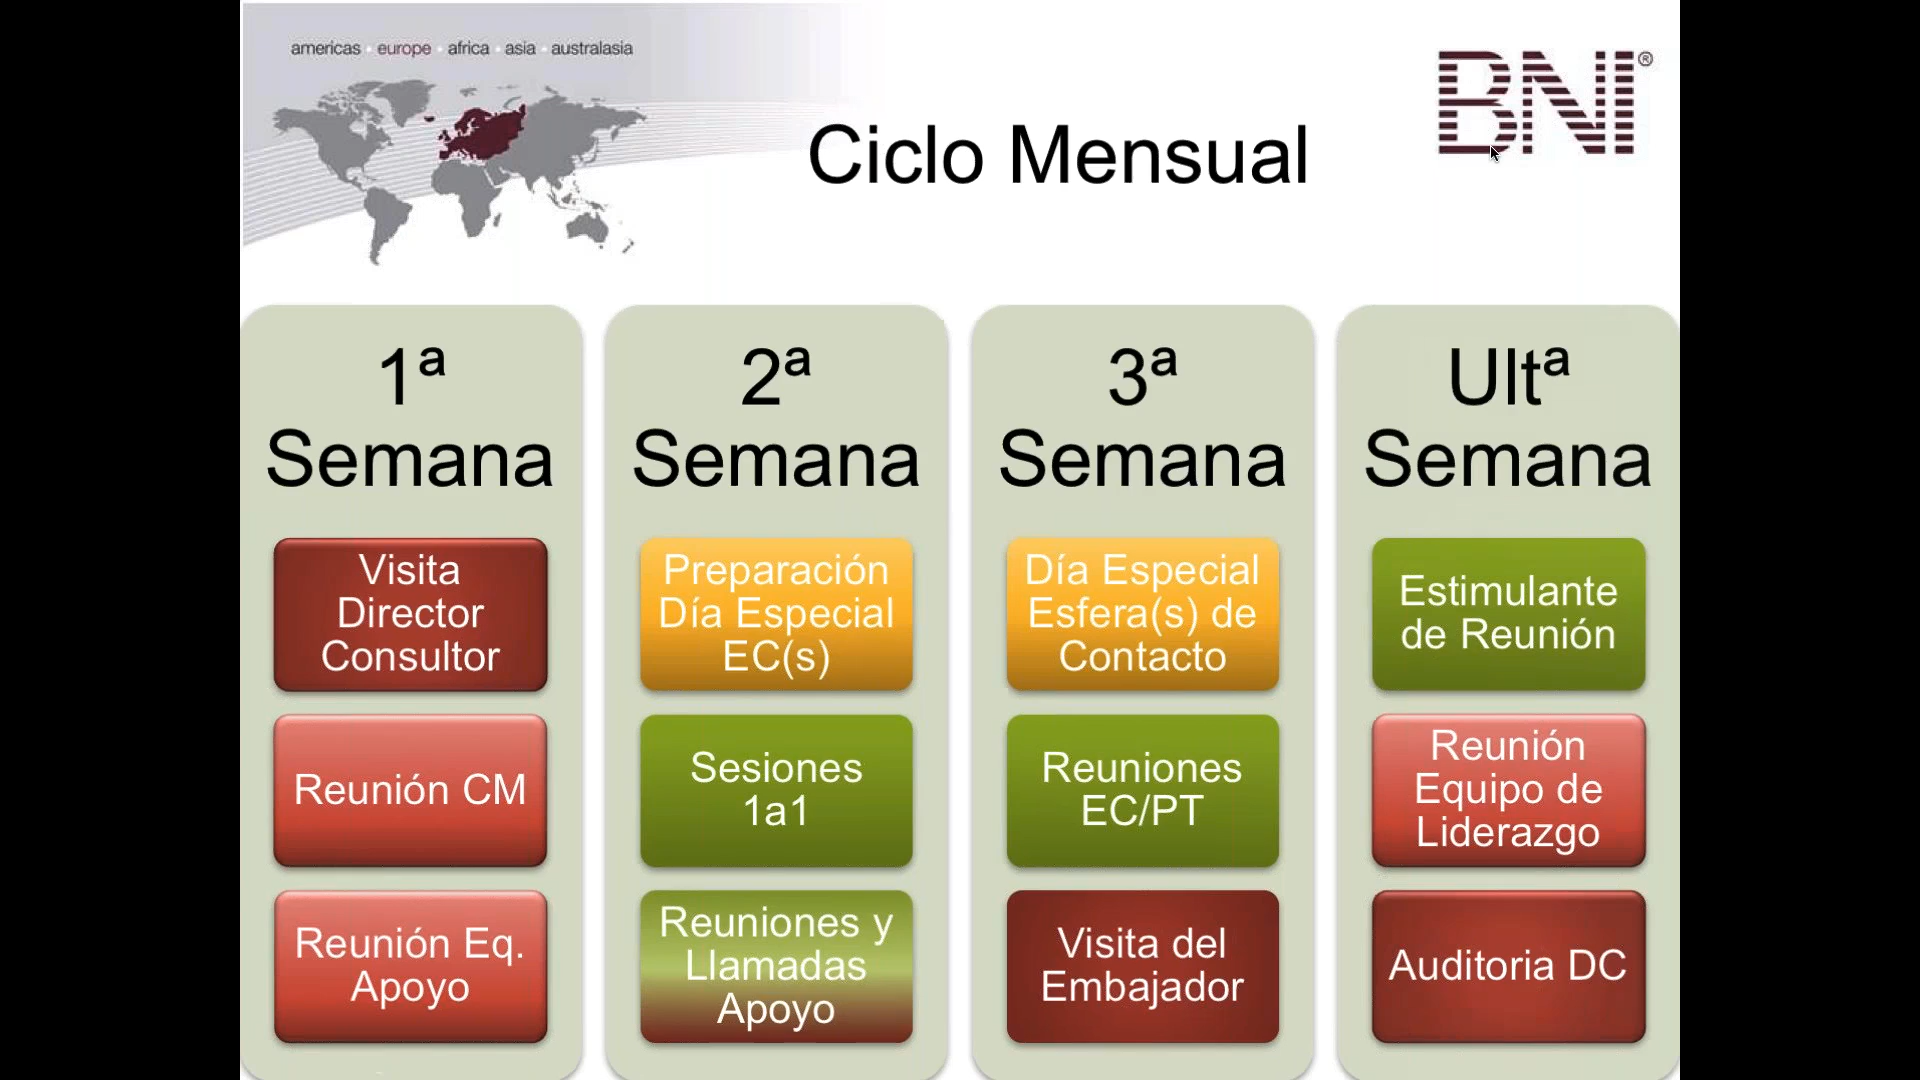 americas europe africa asia australasia
BNI®
Ciclo Mensual
1ª
Semana
Visita
Director
Consultor
Reunión CM
Reunión Eq.
Apoyo
2ª
Semana
Preparación
Día Especial
EC(s)
Sesiones
1a1
Reuniones y
Llamadas
Apoyo
3ª
Semana
Día Especial
Esfera(s) de
Contacto
Reuniones
EC/PT
Visita del
Embajador
Ultª
Semana
Estimulante
de Reunión
Reunión
Equipo de
Liderazgo
Auditoria DC